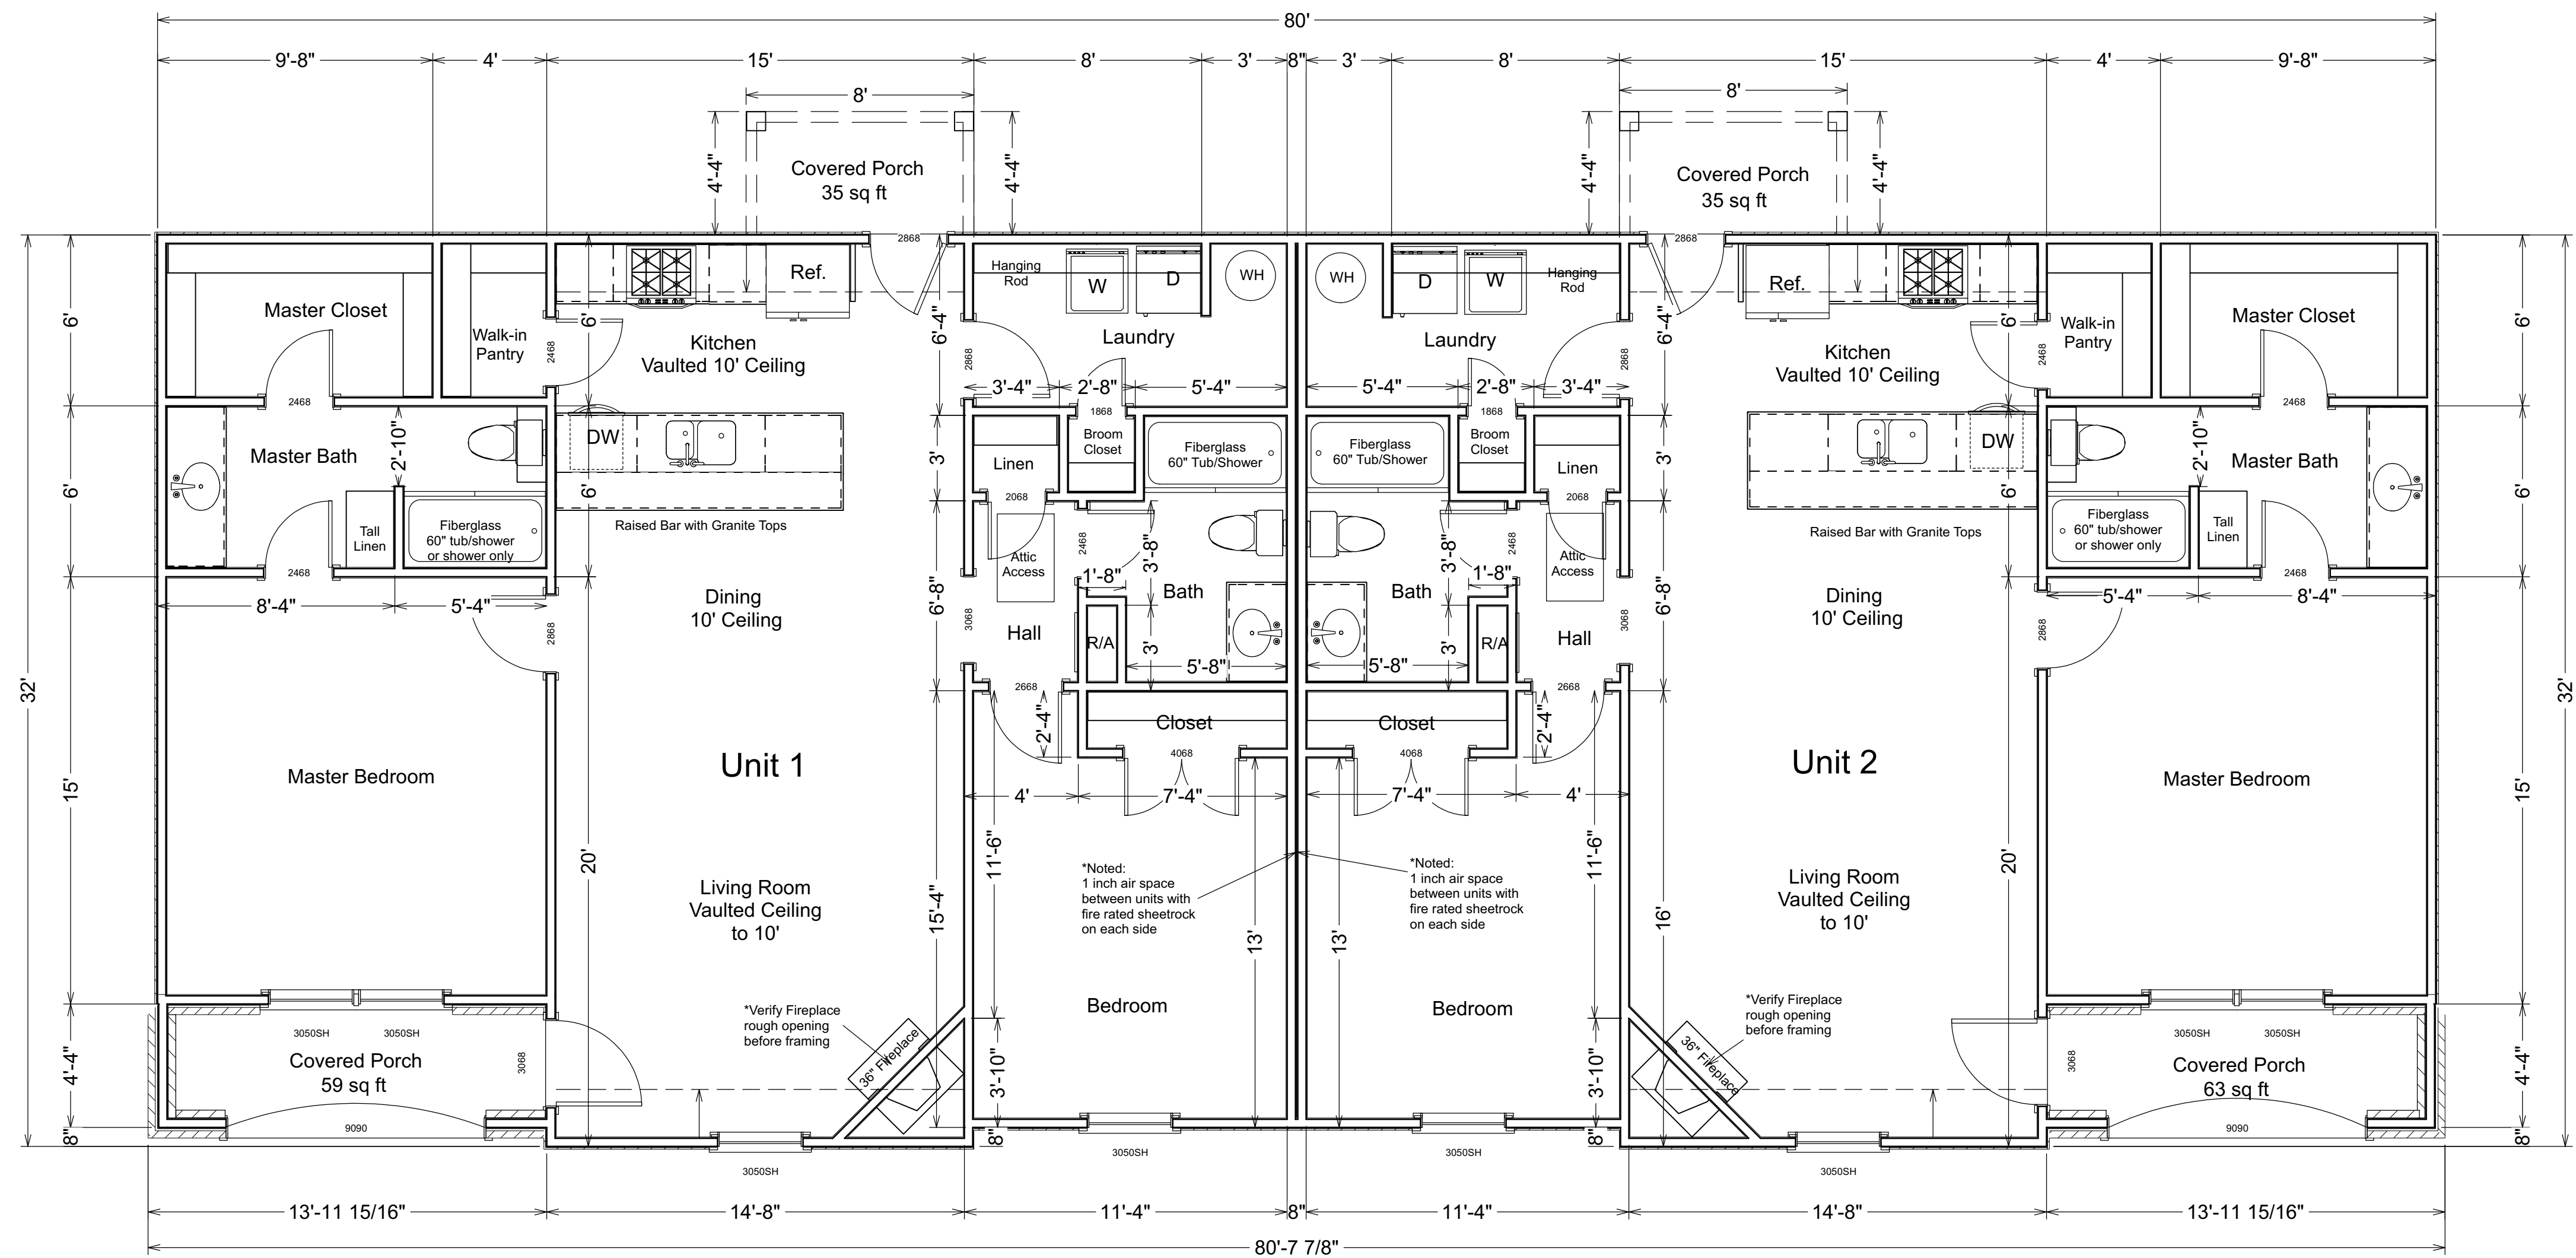 80'
9'-8" 4' 15' 8' 3' 8" 3' 8' 15' 4' 9'-8"
8' 8'
4'-4" 4'-4" 4'-4" 4'-4"
Covered Porch
35 sq ft
Covered Porch
35 sq ft
2868 2868
Master Closet
Walk-in
Pantry
2468
6'
Ref.
Kitchen
Vaulted 10' Ceiling
6'-4"
2868
Hanging
Rod
W
D
WH
Laundry
3'-4" 2'-8" 5'-4"
WH
D
W
Hanging
Rod
Laundry
5'-4" 2'-8" 3'-4"
2868
6'-4"
Ref.
Kitchen
Vaulted 10' Ceiling
6'
2468
Walk-in
Pantry
Master Closet
6' 6'
2468 1868 1868 2468
Master Bath
2'-10"
DW
6'
3'
Linen
Broom
Closet
Fiberglass
60" Tub/Shower
Fiberglass
60" Tub/Shower
Broom
Closet
Linen
3'
DW
6'
2'-10"
Master Bath
6' 6'
Tall
Linen
Fiberglass
60" tub/shower
or shower only
Raised Bar with Granite Tops
2068 2068
Raised Bar with Granite Tops
Fiberglass
60" tub/shower
or shower only
Tall
Linen
2468 2468
8'-4" 5'-4"
2868
Dining
10' Ceiling
6'-8"
3068
Attic
Access
Hall
2468
1'-8"
3'-8"
Bath
R/A
3'
5'-8"
2668
Bath
3'-8"
1'-8"
2468
Attic
Access
Hall
R/A
3'
5'-8"
2668
3068
6'-8"
Dining
10' Ceiling
2868
5'-4" 8'-4"
32' 32'
15' 15'
Master Bedroom
Unit 1
20'
2'-4"
Closet
4068
4' 7'-4"
Closet
4068
2'-4"
7'-4" 4'
Unit 2
20'
Master Bedroom
Living Room
Vaulted Ceiling
to 10'
15'-4"
11'-6"
*Noted:
1 inch air space
between units with
fire rated sheetrock
on each side
13'
13'
*Noted:
1 inch air space
between units with
fire rated sheetrock
on each side
11'-6"
16'
Living Room
Vaulted Ceiling
to 10'
Bedroom Bedroom
*Verify Fireplace
rough opening
before framing
36" Fireplace
3'-10"
3'-10"
36" Fireplace
*Verify Fireplace
rough opening
before framing
3050SH 3050SH
Covered Porch
59 sq ft
3068
9090
3050SH 3050SH
Covered Porch
63 sq ft
3068
9090
4'-4" 4'-4"
8" 8" 8" 8"
3050SH 3050SH 3050SH 3050SH
13'-11 15/16" 14'-8" 11'-4" 8" 11'-4" 14'-8" 13'-11 15/16"
80'-7 7/8"